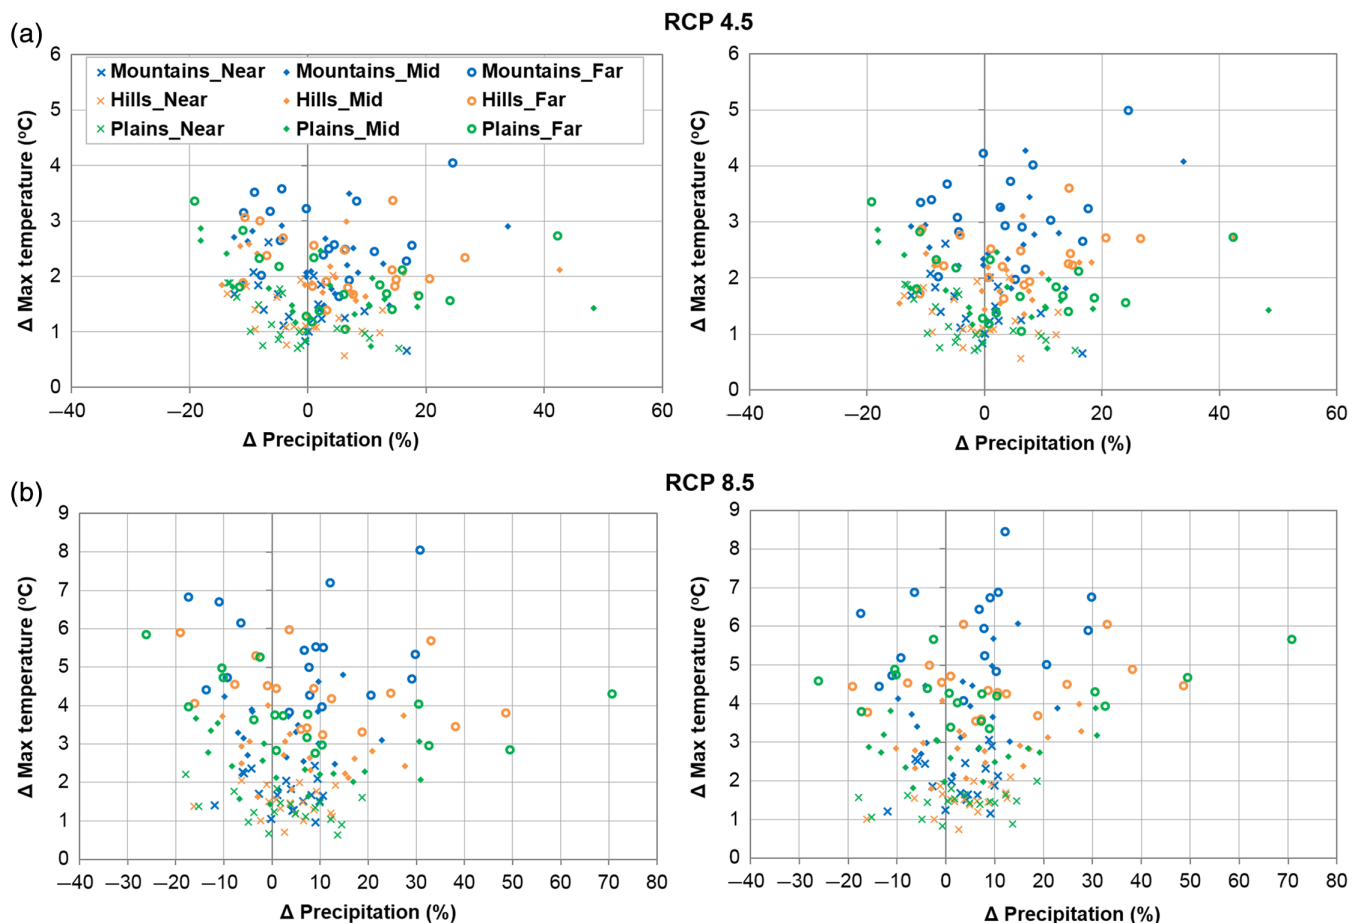 (a)
RCP 4.5
Δ Max temperature (°C)
6
5
4
3
2
1
0
Mountains_Near Mountains_Mid Mountains_Far
Hills_Near Hills_Mid Hills_Far
Plains_Near Plains_Mid Plains_Far
–40 –20 0 20 40 60
Δ Precipitation (%)
Δ Max temperature (°C)
6
5
4
3
2
1
0
–40 –20 0 20 40 60
Δ Precipitation (%)
(b)
RCP 8.5
Δ Max temperature (°C)
9
8
7
6
5
4
3
2
1
0
–40 –30 –20 –10 0 10 20 30 40 50 60 70 80
Δ Precipitation (%)
Δ Max temperature (°C)
9
8
7
6
5
4
3
2
1
0
–40 –30 –20 –10 0 10 20 30 40 50 60 70 80
Δ Precipitation (%)